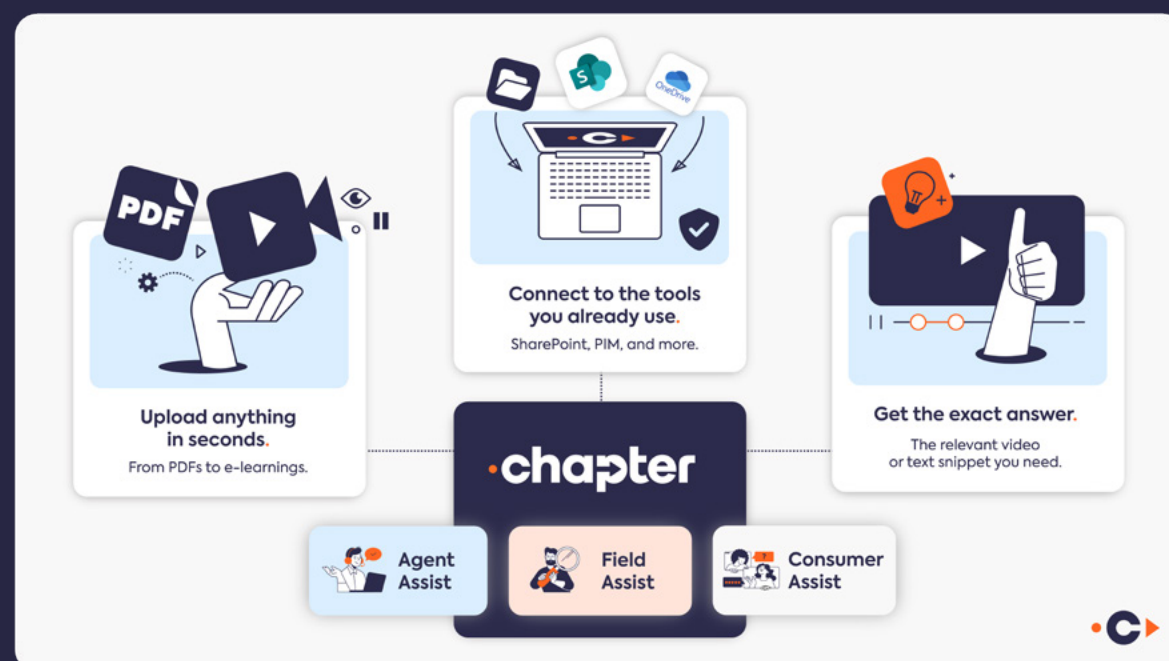 PDF
Upload anything
in seconds.
From PDFs to e-learnings.
S
OneDrive
C
Connect to the tools
you already use.
SharePoint, PIM, and more.
Get the exact answer.
The relevant video
or text snippet you need.
chapter
Agent
Assist
Field
Assist
?
Consumer
Assist
C